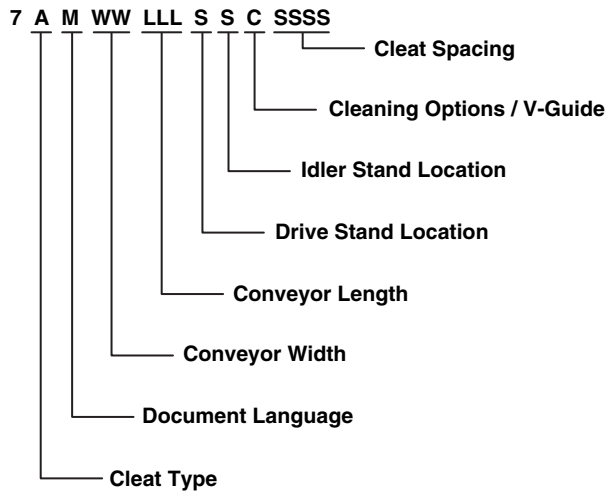 7 A M WW LLL S S C SSSS
Cleat Spacing
Cleaning Options / V-Guide
Idler Stand Location
Drive Stand Location
Conveyor Length
Conveyor Width
Document Language
Cleat Type